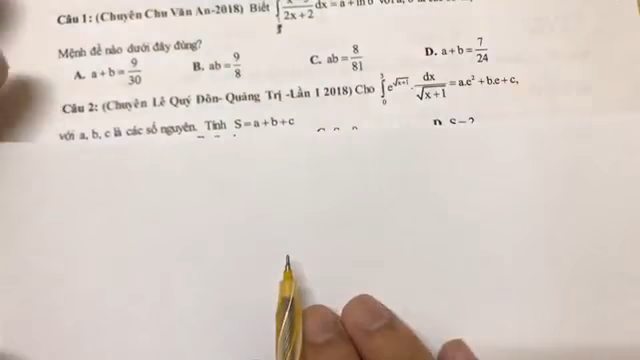 Câu 1: (Chuyên Chu Văn An-2018) Biết ∫ /(2x+2) dx = a + ln b
Mệnh đề nào dưới đây đúng?
A. a+b=9/30 B. ab=9/8 C. ab=8/81 D. a+b=7/24
Câu 2: (Chuyên Lê Quý Đôn- Quảng Trị -Lần 1 2018) Cho ∫₀³ e^(√(x+1)) . dx/√(x+1) = a.e²+b.e+c,
với a, b, c là các số nguyên. Tính S=a+b+c